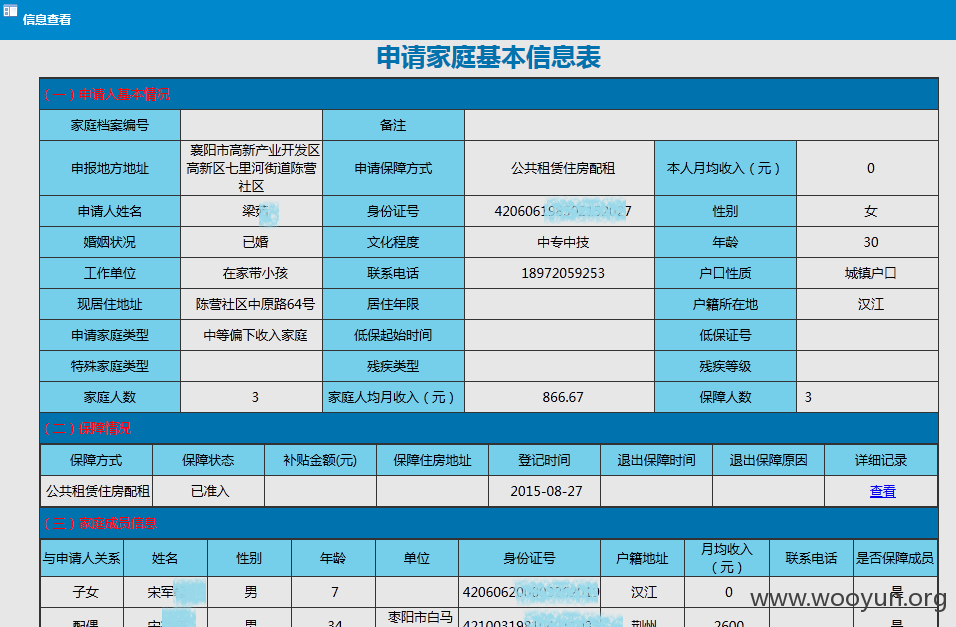 信息查看
申请家庭基本信息表
(一)申请人基本情况
家庭档案编号 备注
申报地方地址 襄阳市高新产业开发区高新区七里河街道陈营社区 申请保障方式 公共租赁住房配租 本人月均收入(元) 0
申请人姓名 梁 身份证号 性别 女
婚姻状况 已婚 文化程度 中专中技 年龄 30
工作单位 在家带小孩 联系电话 18972059253 户口性质 城镇户口
现居住地址 陈营社区中原路64号 居住年限 户籍所在地 汉江
申请家庭类型 中等偏下收入家庭 低保起始时间 低保证号
特殊家庭类型 残疾类型 残疾等级
家庭人数 3 家庭人均月收入(元) 866.67 保障人数 3
(二)保障情况
保障方式 保障状态 补贴金额(元) 保障住房地址 登记时间 退出保障时间 退出保障原因 详细记录
公共租赁住房配租 已准入 2015-08-27 查看
(三)家庭成员信息
与申请人关系 姓名 性别 年龄 单位 身份证号 户籍地址 月均收入(元) 联系电话 是否保障成员
子女 宋军 男 7 汉江 0 是
配偶 男 34 枣阳市白马 荆州 2600 是
www.wooyun.org